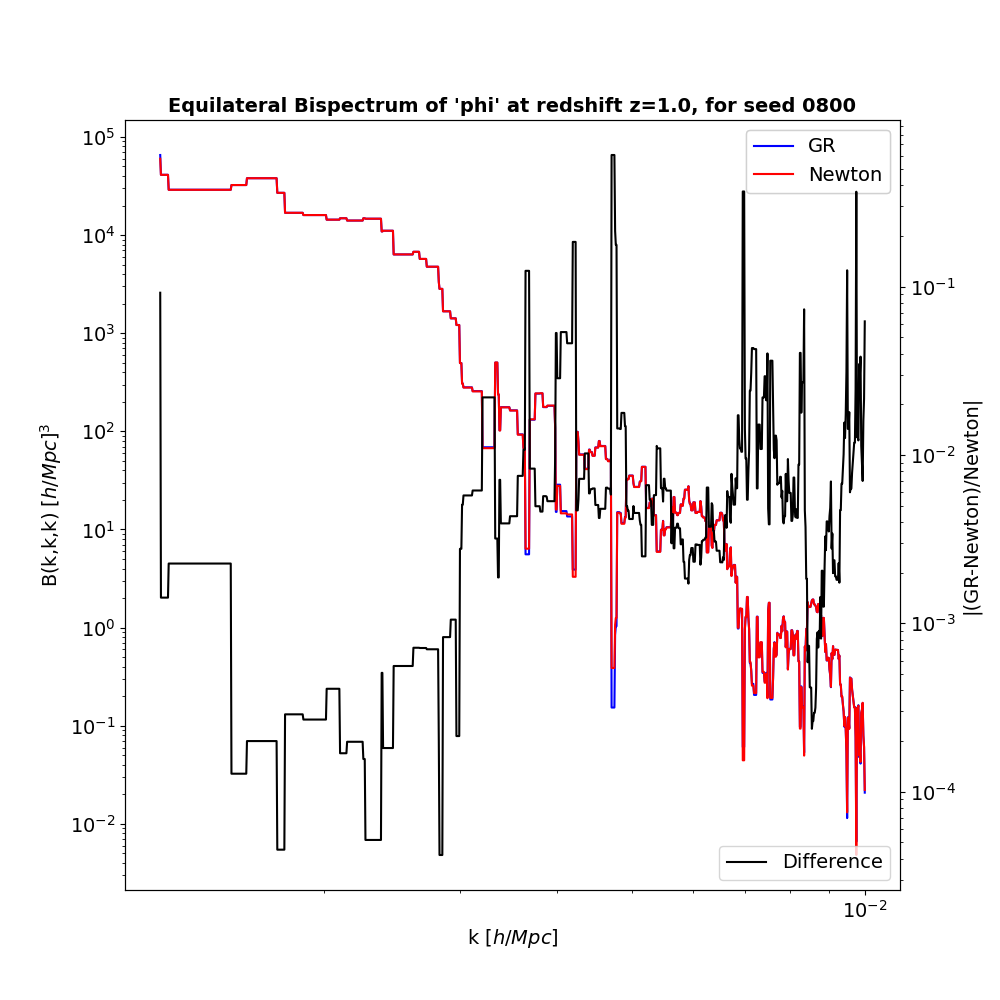 Equilateral Bispectrum of 'phi' at redshift z=1.0, for seed 0800
GR
Newton
10^5
10^4
10^3
10^2
10^1
10^0
10^-1
10^-2
B(k,k,k) [h/Mpc]^3
10^-1
10^-2
10^-3
10^-4
|(GR-Newton)/Newton|
Difference
10^-2
k [h/Mpc]